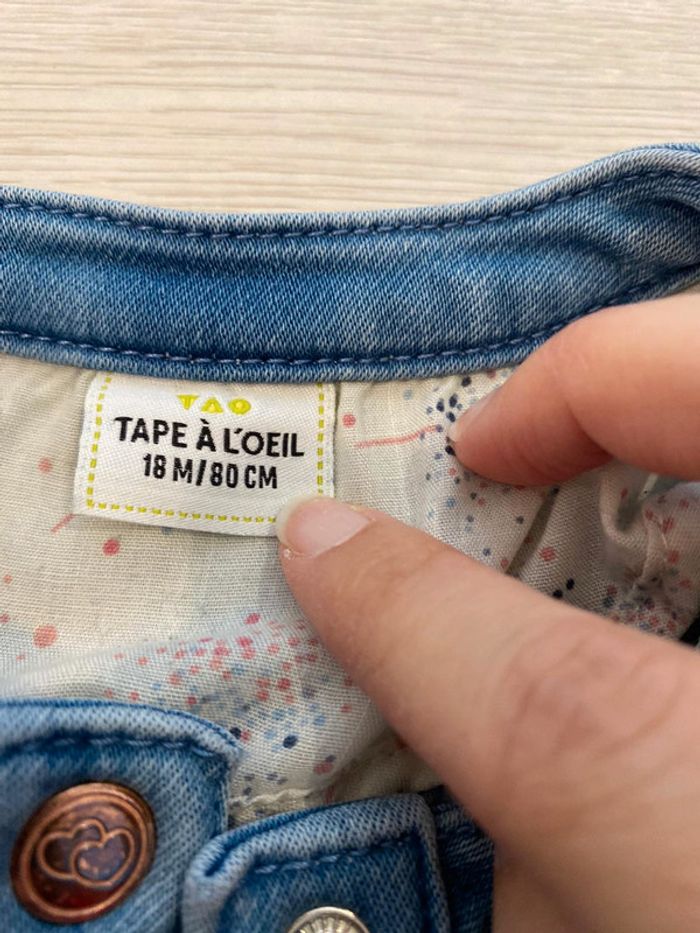 TAO
TAPE À L'OEIL
18 M/80 CM